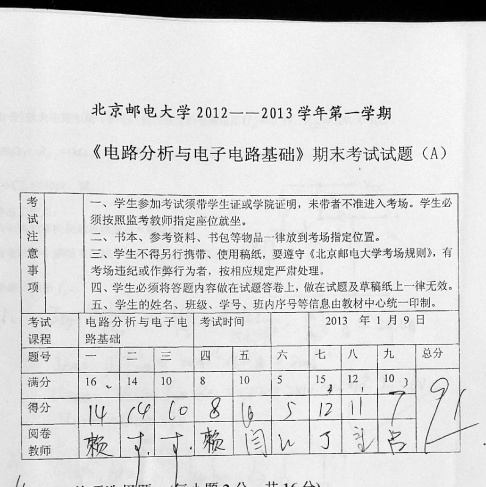 北京邮电大学 2012——2013 学年第一学期
《电路分析与电子电路基础》期末考试试题（A）
考试注意事项
一、学生参加考试须带学生证或学院证明，未带者不准进入考场。学生必
须按照监考教师指定座位就坐。
二、书本、参考资料、书包等物品一律放到考场指定位置。
三、学生不得另行携带、使用稿纸，要遵守《北京邮电大学考场规则》，有
考场违纪或作弊行为者，按相应规定严肃处理。
四、学生必须将答题内容做在试题答卷上，做在试题及草稿纸上一律无效。
五、学生的姓名、班级、学号、班内序号等信息由教材中心统一印制。
考试课程 电路分析与电子电路基础 考试时间 2013 年 1 月 9 日
题号 一 二 三 四 五 六 七 八 九 总分
满分 16 14 10 8 10 5 15 12 10
得分 14 14 10 8 10 5 12 11 7 91
阅卷教师 赖 赖 闫 丁 吕